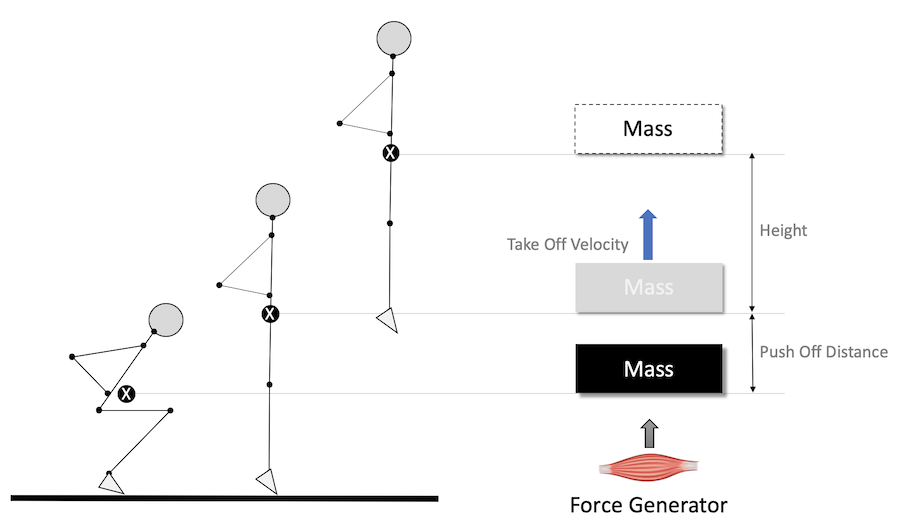 Mass
Height
Take Off Velocity
Mass
X
X
X
Mass
Push Off Distance
Force Generator